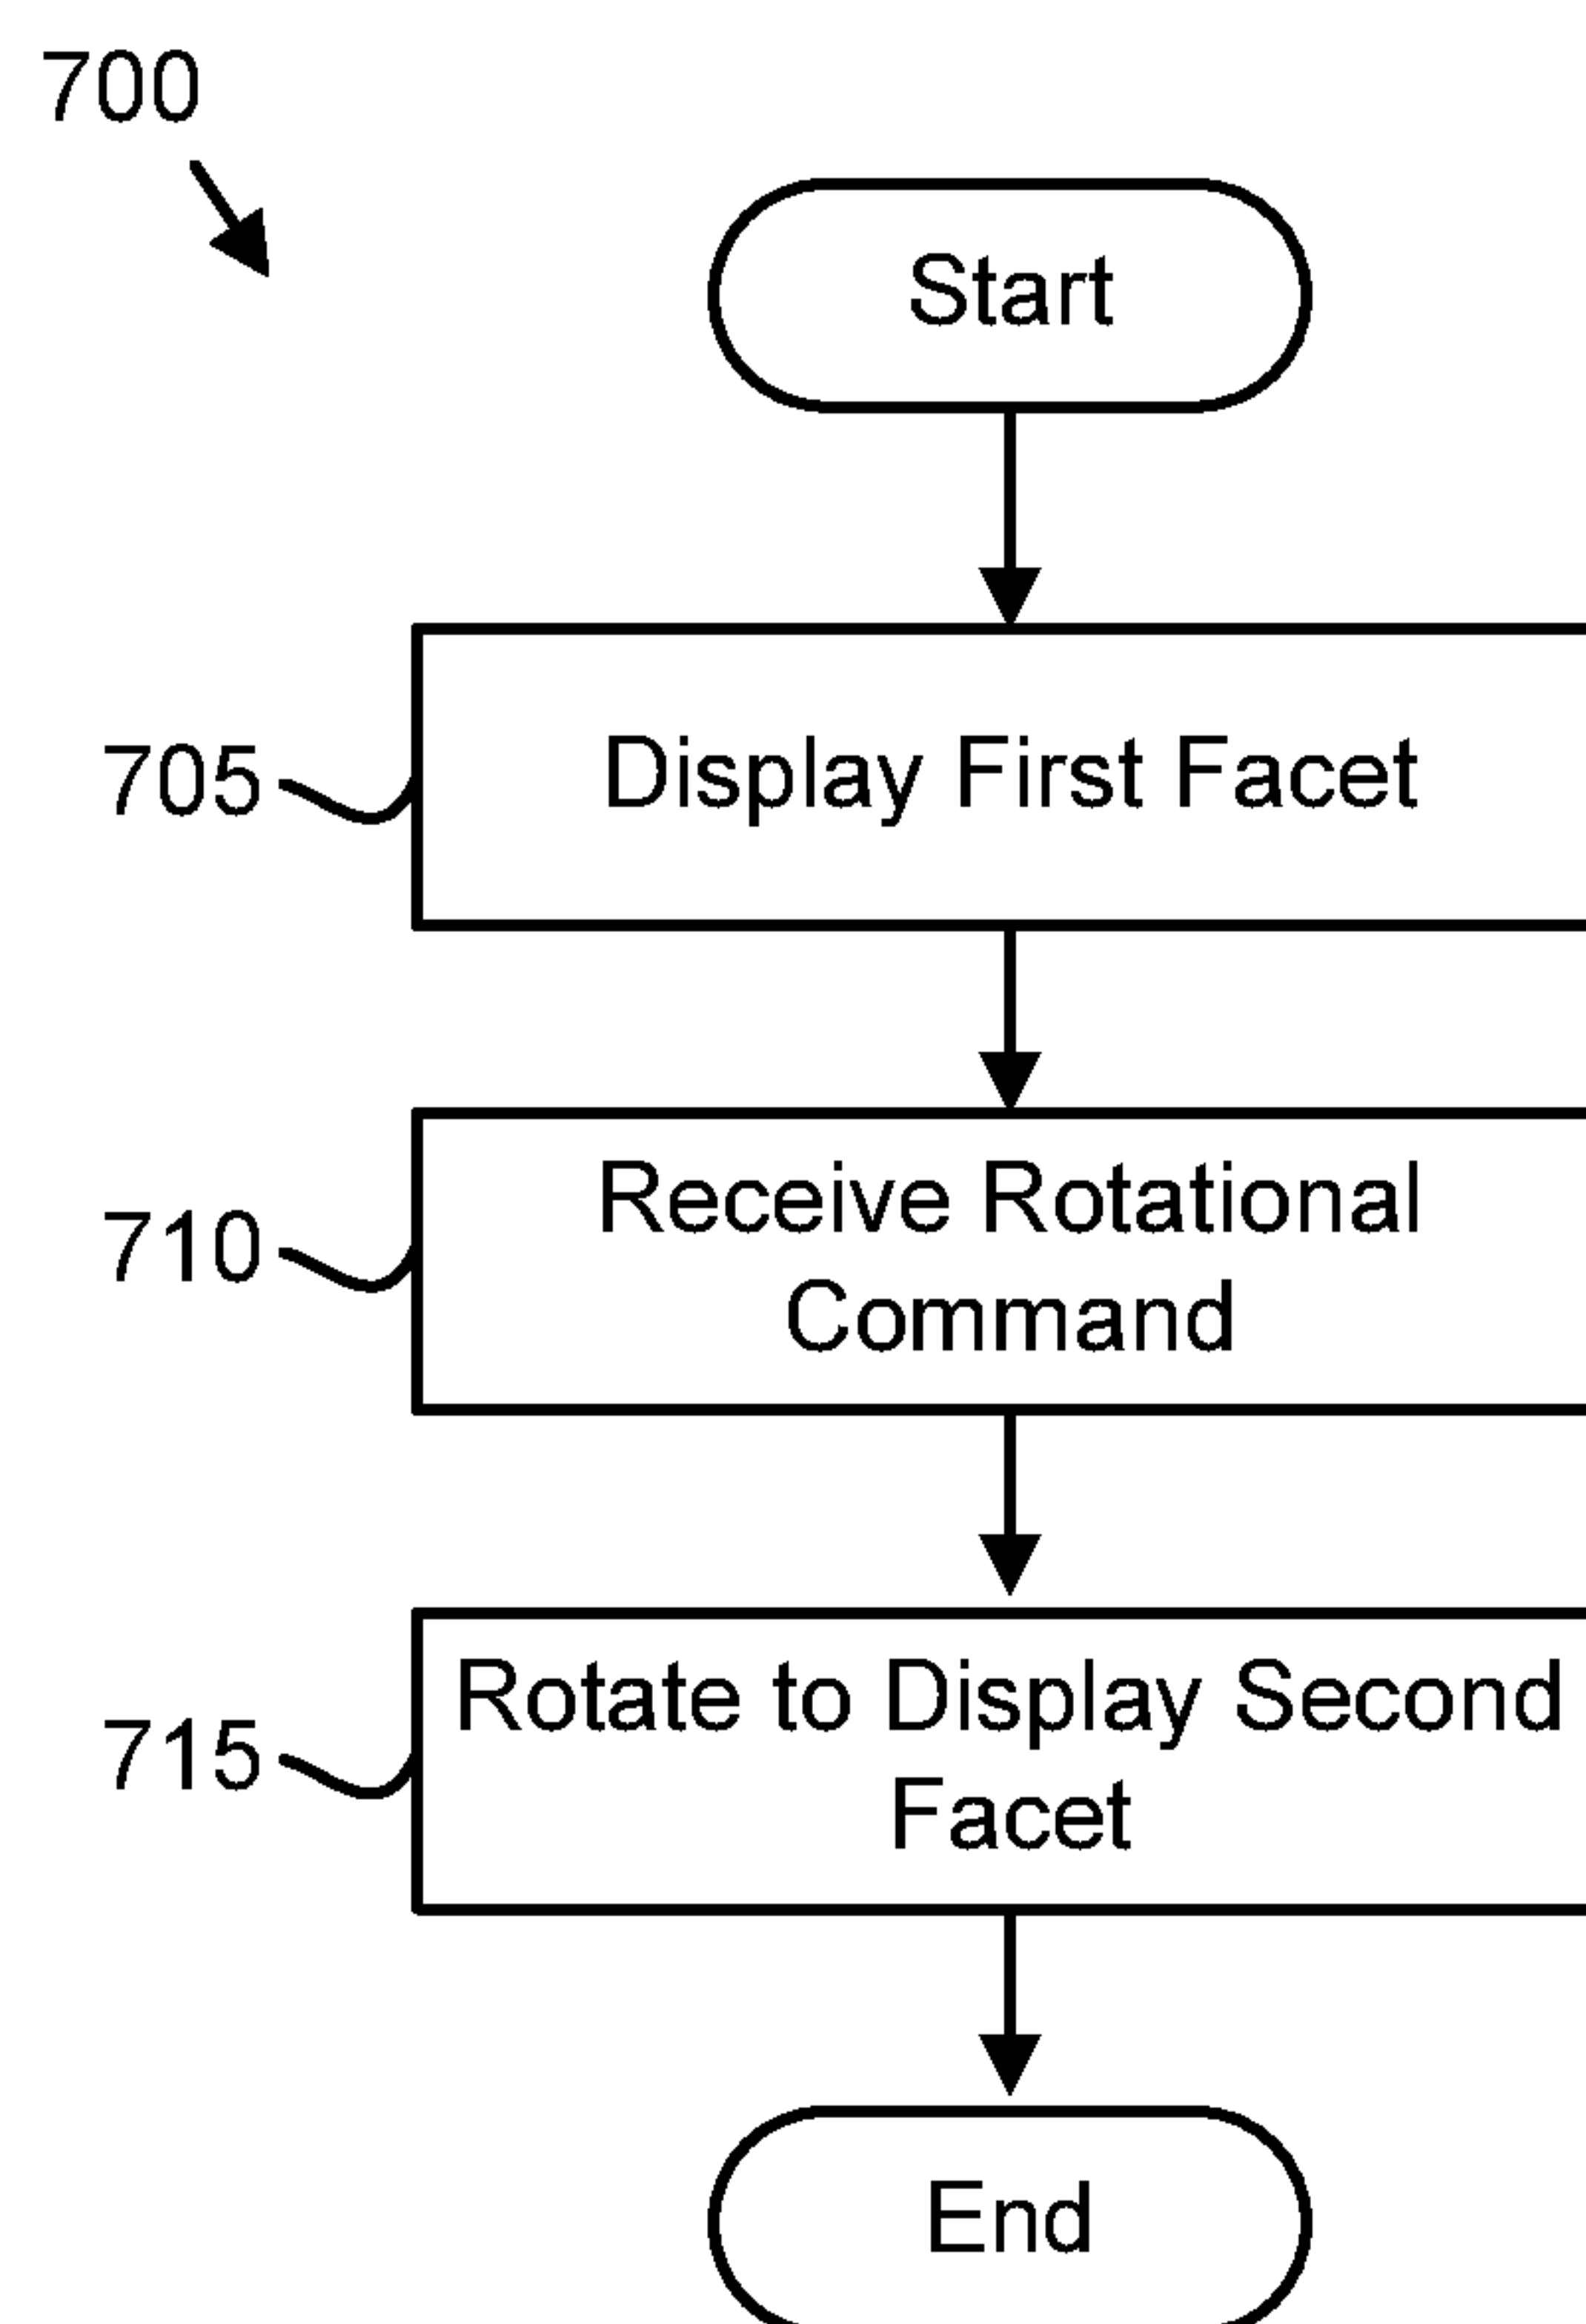 700
Start
705
Display First Facet
710
Receive Rotational
Command
715
Rotate to Display Second
Facet
End